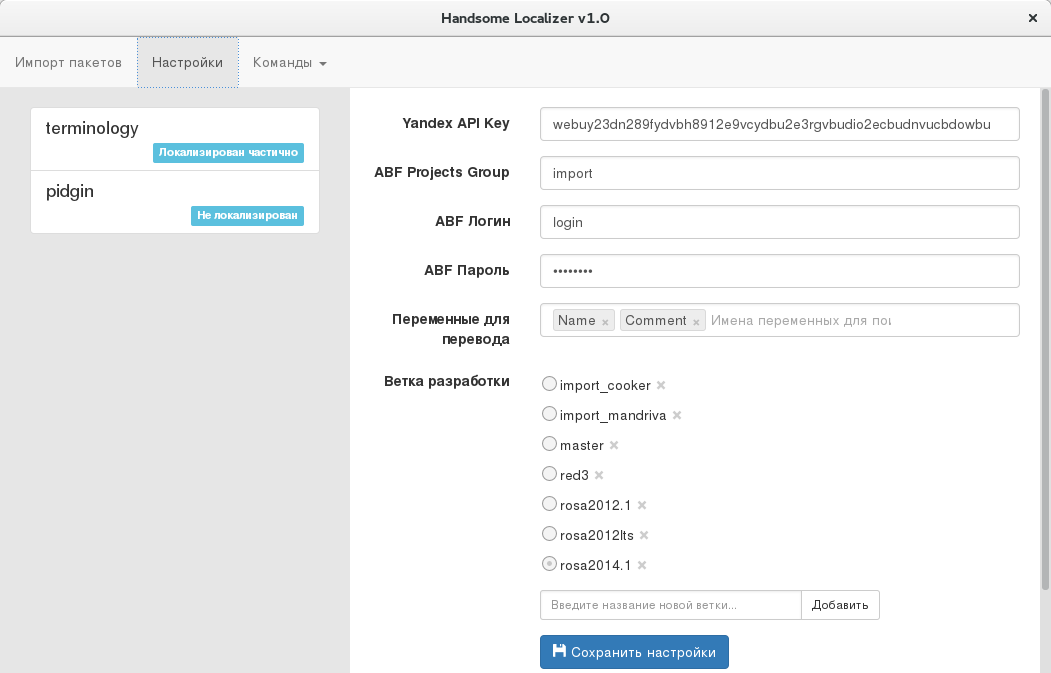 Handsome Localizer v1.0
Импорт пакетов
Настройки
Команды
terminology
Локализирован частично
pidgin
Не локализирован
Yandex API Key
webuy23dn289fydvbh8912e9vcydbu2e3rgvbudio2ecbudnvucbdowbu
ABF Projects Group
import
ABF Логин
login
ABF Пароль
••••••••
Переменные для
перевода
Name × Comment × Имена переменных для пои
Ветка разработки
import_cooker ×
import_mandriva ×
master ×
red3 ×
rosa2012.1 ×
rosa2012lts ×
rosa2014.1 ×
Введите название новой ветки...
Добавить
Сохранить настройки